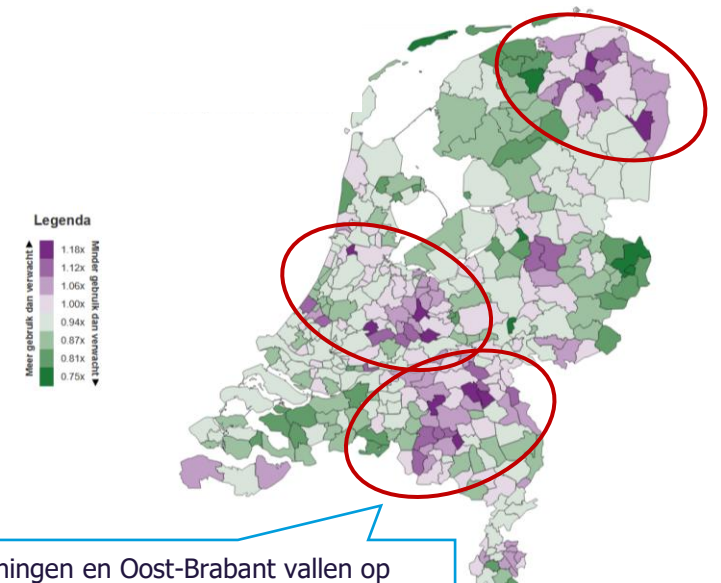 Legenda
Meer gebruik dan verwacht ▶
1.18x
1.12x
1.06x
1.00x
0.94x
0.87x
0.81x
0.75x
Minder gebruik dan verwacht ▶
ningen en Oost-Brabant vallen op